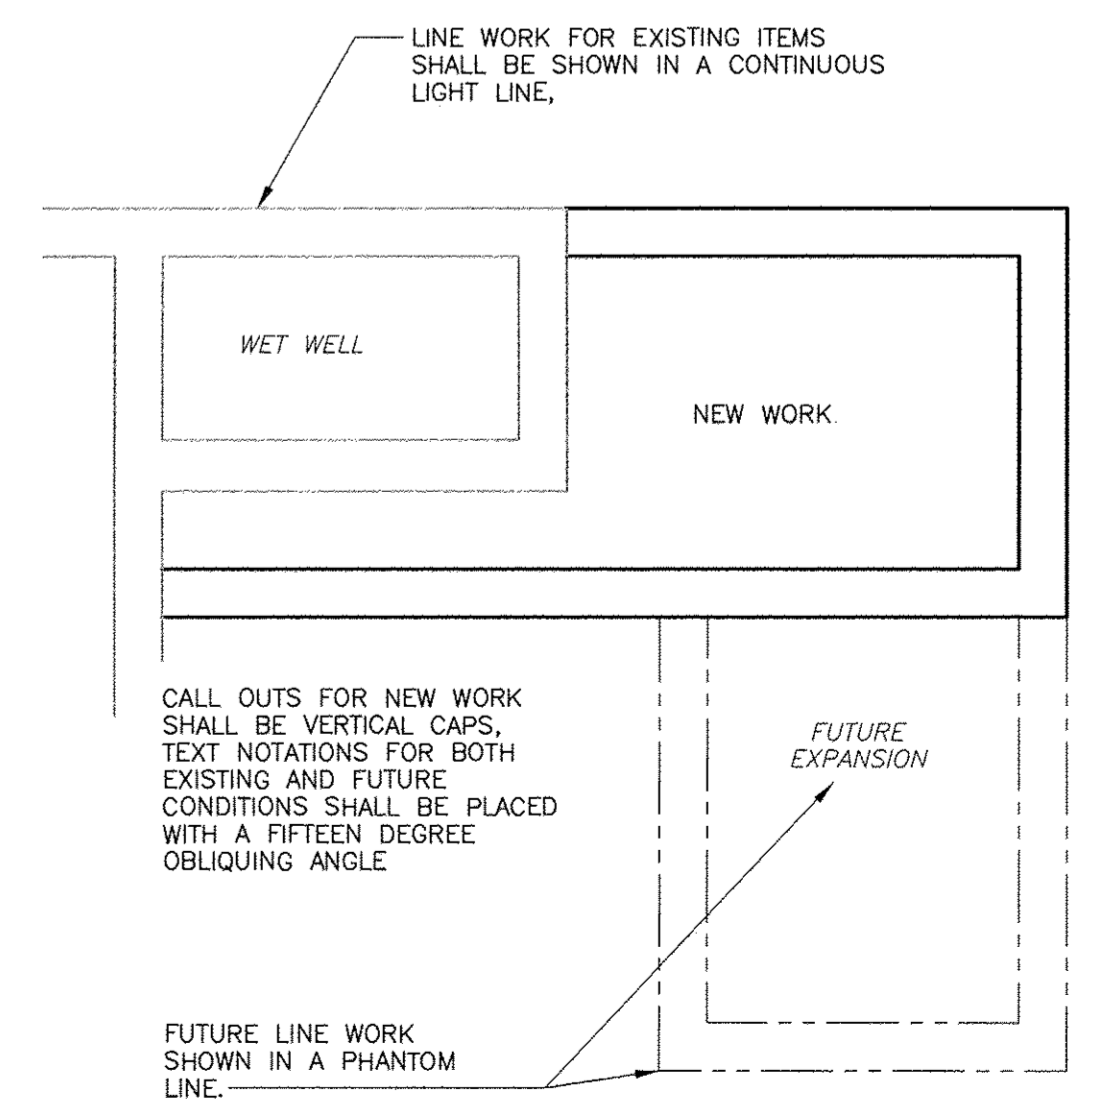 LINE WORK FOR EXISTING ITEMS
SHALL BE SHOWN IN A CONTINUOUS
LIGHT LINE,
WET WELL
NEW WORK
CALL OUTS FOR NEW WORK
SHALL BE VERTICAL CAPS,
TEXT NOTATIONS FOR BOTH
EXISTING AND FUTURE
CONDITIONS SHALL BE PLACED
WITH A FIFTEEN DEGREE
OBLIQUING ANGLE
FUTURE
EXPANSION
FUTURE LINE WORK
SHOWN IN A PHANTOM
LINE.